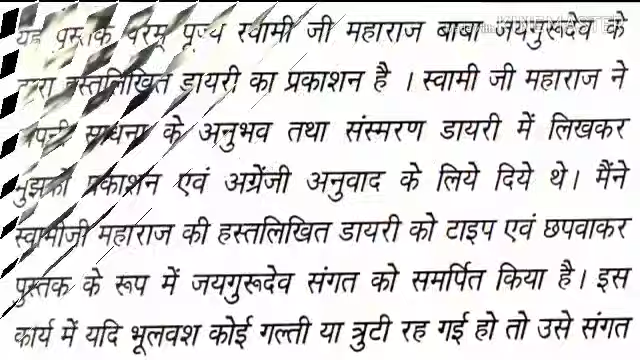 यह पुस्तक परम् पूज्य स्वामी जी महाराज बाबा जयगुरूदेव के
द्वारा हस्तलिखित डायरी का प्रकाशन है । स्वामी जी महाराज ने
अपनी साधना के अनुभव तथा संस्मरण डायरी में लिखकर
मुझको प्रकाशन एवं अग्रेंजी अनुवाद के लिये दिये थे। मैंने
स्वामीजी महाराज की हस्तलिखित डायरी को टाइप एवं छपवाकर
पुस्तक के रूप में जयगुरूदेव संगत को समर्पित किया है। इस
कार्य में यदि भूलवश कोई गल्ती या त्रुटी रह गई हो तो उसे संगत